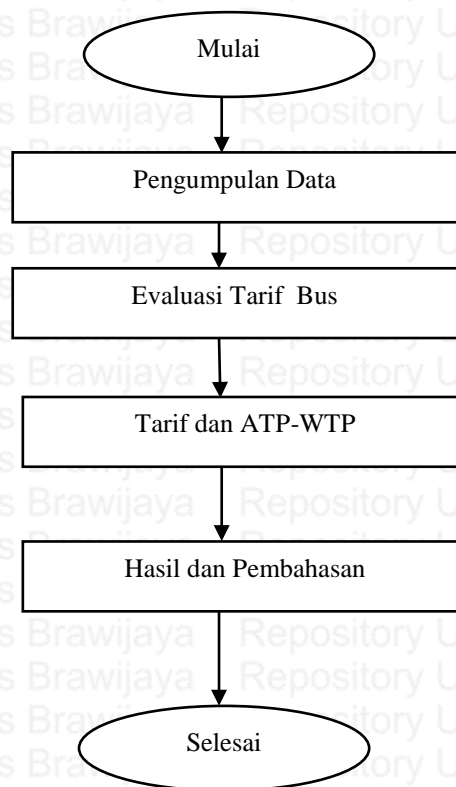 Mulai
Pengumpulan Data
Evaluasi Tarif Bus
Tarif dan ATP-WTP
Hasil dan Pembahasan
Selesai